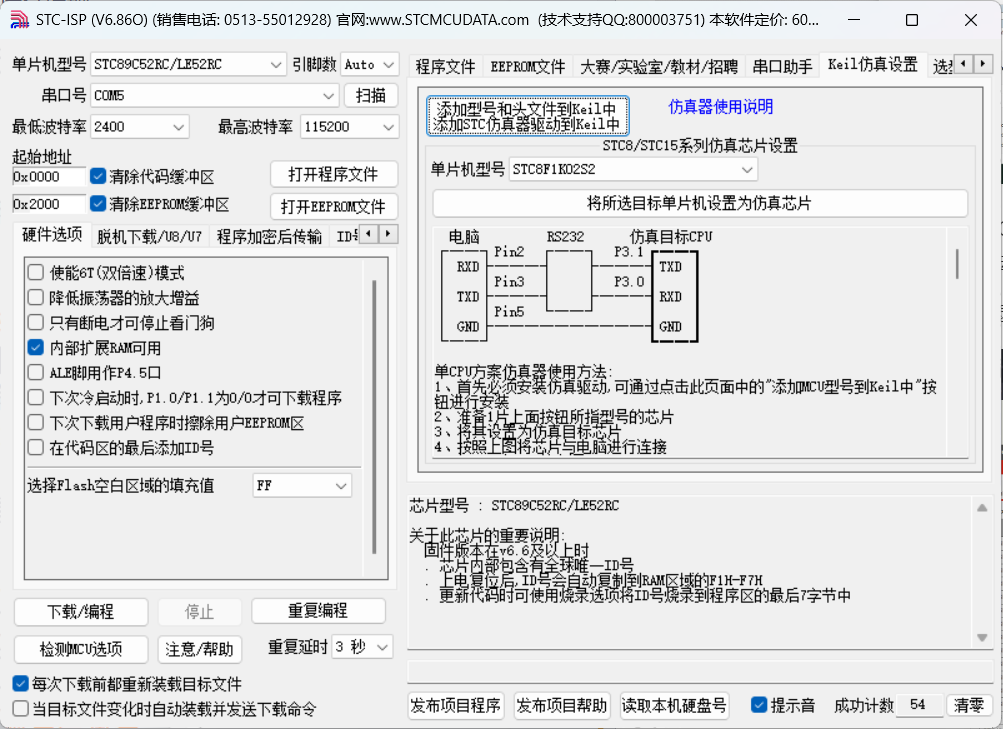 STC-ISP (V6.86O) (销售电话: 0513-55012928) 官网:www.STCMCUDATA.com (技术支持QQ:800003751) 本软件定价: 60...
单片机型号 STC89C52RC/LE52RC 引脚数 Auto
串口号 COM5 扫描
最低波特率 2400 最高波特率 115200
起始地址
0x0000 清除代码缓冲区 打开程序文件
0x2000 清除EEPROM缓冲区 打开EEPROM文件
硬件选项 脱机下载/U8/U7 程序加密后传输
使能6T(双倍速)模式
降低振荡器的放大增益
只有断电才可停止看门狗
内部扩展RAM可用
ALE脚用作P4.5口
下次冷启动时,P1.0/P1.1为0/0才可下载程序
下次下载用户程序时擦除用户EEPROM区
在代码区的最后添加ID号
选择Flash空白区域的填充值 FF
下载/编程 停止 重复编程
检测MCU选项 注意/帮助 重复延时 3 秒
每次下载前都重新装载目标文件
当目标文件变化时自动装载并发送下载命令
程序文件 EEPROM文件 大赛/实验室/教材/招聘 串口助手 Keil仿真设置
添加型号和头文件到Keil中
添加STC仿真器驱动到Keil中
仿真器使用说明
STC8/STC15系列仿真芯片设置
单片机型号 STC8F1K02S2
将所选目标单片机设置为仿真芯片
电脑 RS232 仿真目标CPU
Pin2 P3.1
RXD TXD
Pin3 P3.0
TXD RXD
Pin5
GND GND
单CPU方案仿真器使用方法:
1、首先必须安装仿真驱动,可通过点击此页面中的"添加MCU型号到Keil中"按
钮进行安装
2、准备1片上面按钮所指型号的芯片
3、将其设置为仿真目标芯片
4、按照上图将芯片与电脑进行连接
芯片型号 : STC89C52RC/LE52RC
关于此芯片的重要说明:
固件版本在v6.6及以上时
. 芯片内部包含有全球唯一ID号
. 上电复位后,ID号会自动复制到RAM区域的F1H-F7H
. 更新代码时可使用烧录选项将ID号烧录到程序区的最后7字节中
发布项目程序 发布项目帮助 读取本机硬盘号 提示音 成功计数 54 清零